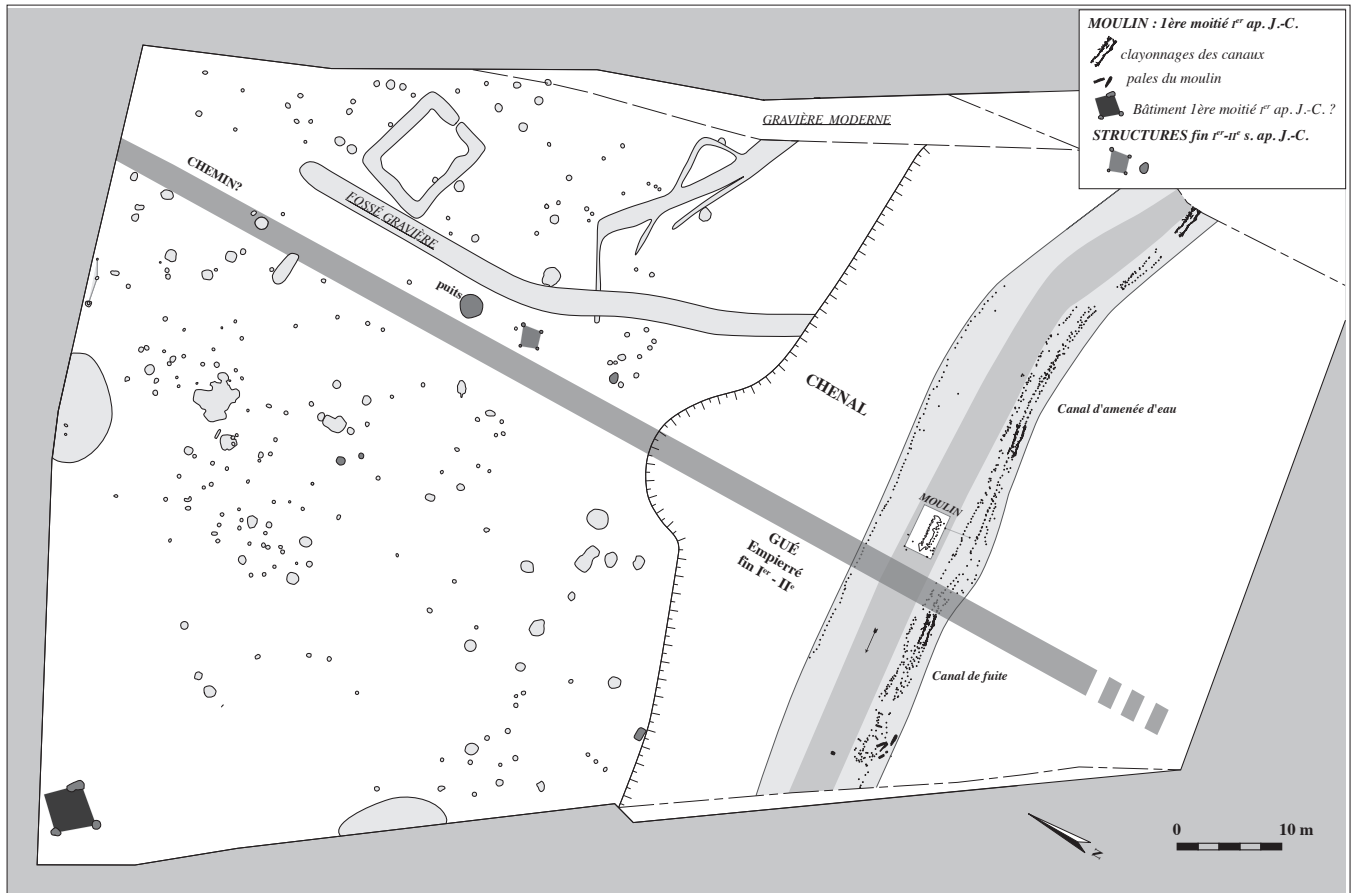 MOULIN : 1ère moitié Iᵉʳ ap. J.-C.
clayonnages des canaux
pales du moulin
Bâtiment 1ère moitié Iᵉʳ ap. J.-C. ?
STRUCTURES fin Iᵉʳ-IIᵉ s. ap. J.-C.
GRAVIÈRE MODERNE
CHEMIN?
FOSSÉ GRAVIÈRE
puits
CHENAL
Canal d'amenée d'eau
MOULIN
GUÉ
Empierré
fin Iᵉʳ - IIᵉ
Canal de fuite
N
0 10 m